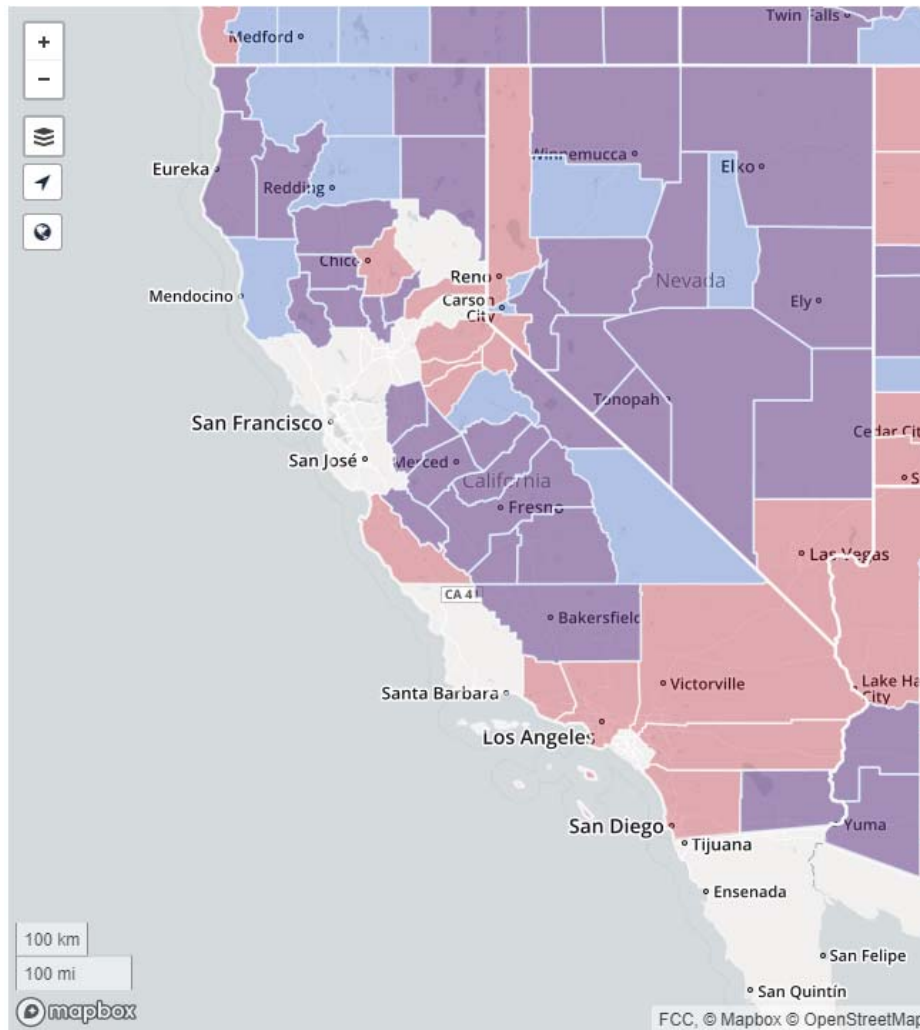 Twin Falls
Medford
+
−
Winnemucca
Elko
Eureka
Redding
Chico
Reno
Nevada
Mendocino
Carson
City
Ely
Tonopah
San Francisco
Cedar Cit
San José
Merced
California
S
Fresno
Las Vegas
CA 41
Bakersfield
Victorville
Lake Ha
City
Santa Barbara
Los Angeles
San Diego
Yuma
Tijuana
Ensenada
100 km
San Felipe
100 mi
San Quintín
mapbox
FCC, © Mapbox © OpenStreetMap